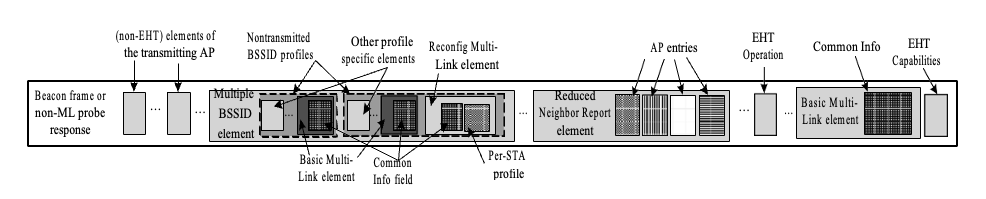 (non-EHT) elements of
the transmitting AP
Nontransmitted
BSSID profiles
Other profile
specific elements
Reconfig Multi-
Link element
AP entries
EHT
Operation
Common Info
EHT
Capabilities
Beacon frame or
non-ML probe
response
...
Multiple
BSSID
element
...
...
...
Reduced
Neighbor Report
element
...
...
Basic Multi-
Link element
Basic Multi-
Link element
Common
Info field
Per-STA
profile